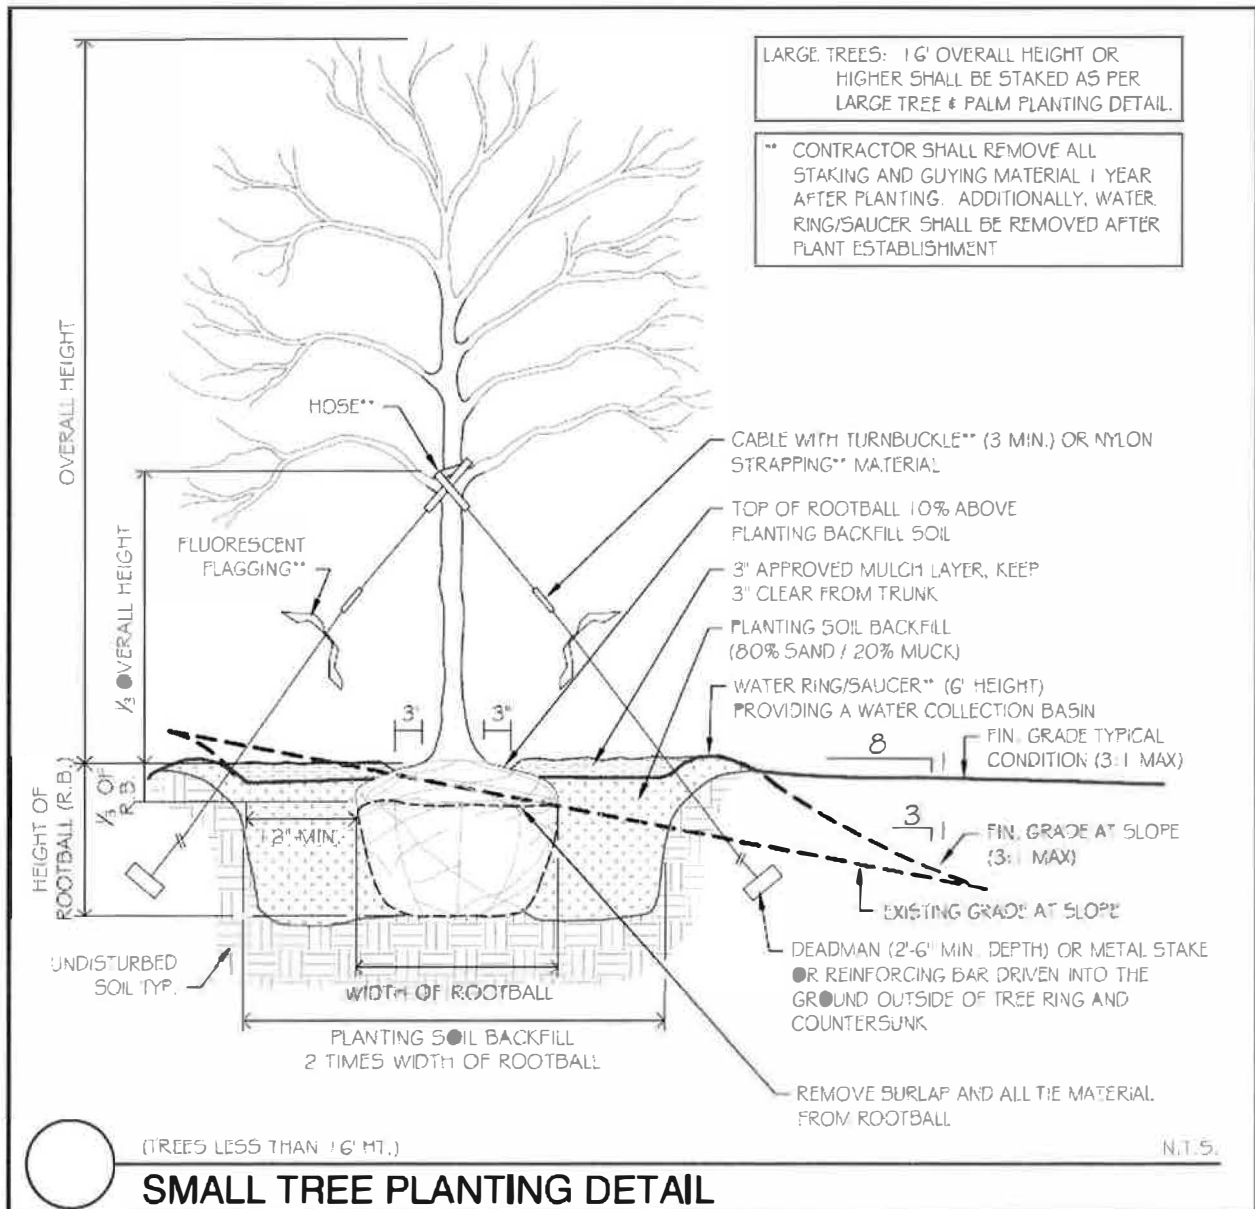 LARGE TREES: 16' OVERALL HEIGHT OR
HIGHER SHALL BE STAKED AS PER
LARGE TREE & PALM PLANTING DETAIL.
** CONTRACTOR SHALL REMOVE ALL
STAKING AND GUYING MATERIAL 1 YEAR
AFTER PLANTING. ADDITIONALLY, WATER
RING/SAUCER SHALL BE REMOVED AFTER
PLANT ESTABLISHMENT
OVERALL HEIGHT
HOSE**
CABLE WITH TURNBUCKLE** (3 MIN.) OR NYLON
STRAPPING** MATERIAL
TOP OF ROOTBALL 10% ABOVE
PLANTING BACKFILL SOIL
FLUORESCENT
FLAGGING**
3" APPROVED MULCH LAYER, KEEP
3" CLEAR FROM TRUNK
⅓ OVERALL HEIGHT
PLANTING SOIL BACKFILL
(80% SAND / 20% MUCK)
WATER RING/SAUCER** (6' HEIGHT)
PROVIDING A WATER COLLECTION BASIN
3"
3"
8
1
FIN. GRADE TYPICAL
CONDITION (3:1 MAX)
HEIGHT OF
ROOTBALL (R.B.)
⅓ OF
R.B.
MIN.
3
1
FIN. GRADE AT SLOPE
(3:1 MAX)
EXISTING GRADE AT SLOPE
UNDISTURBED
SOIL TYP.
DEADMAN (2'-6" MIN. DEPTH) OR METAL STAKE
OR REINFORCING BAR DRIVEN INTO THE
GROUND OUTSIDE OF TREE RING AND
COUNTERSUNK
WIDTH OF ROOTBALL
PLANTING SOIL BACKFILL
2 TIMES WIDTH OF ROOTBALL
REMOVE BURLAP AND ALL TIE MATERIAL
FROM ROOTBALL
(TREES LESS THAN 16' HT.)
N.T.S.
SMALL TREE PLANTING DETAIL